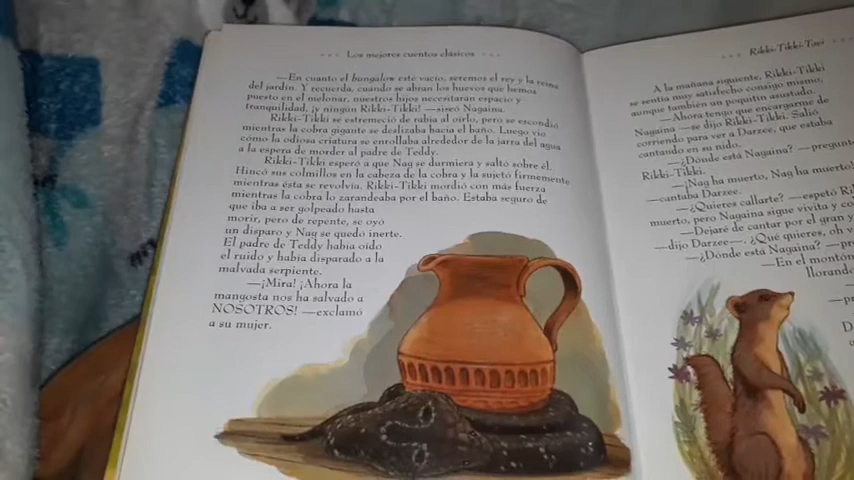 Los mejores cuentos clásicos
—En cuanto el bungalow esté vacío, seremos el rey y la reina
del jardín. Y recuerda, cuando se abran los huevos que hemos
puesto en el melonar, nuestros hijos necesitarán espacio y
tranquilidad, ¡y ningún Rikki-Tikki! —siseó Nagaina.
Rikki-Tikki se estremeció de rabia al oírlo, pero se escondió
mientras la cobra gigante se deslizaba hacia el baño. Luego vio
cómo la odiosa criatura se enrollaba alrededor de la jarra del agua,
a la espera de morder al padre de Teddy.
Rikki-Tikki esperó a que Nag se durmiera y saltó sobre él.
Hincó sus colmillos en la cabeza de la cobra y los sujetó firmemente
mientras ésta se revolvía. Rikki-Tikki mordió con más fuerza
mientras la cobra lo zarandeaba por el baño. Estaba seguro de
que iba a ser golpeado hasta
morir, pero de repente, se oyó
un disparo y Nag se quedó inerte.
El padre de Teddy había oído
el ruido y había disparado a la
malvada serpiente.
—¡Mira! ¡Ahora la
mangosta nos ha salvado a
NOSOTROS! —exclamó
a su mujer.
Rikki-Tikki-Tavi
A la mañana siguiente, Rikki-Tikki
se sentía muy satisfecho consigo mismo,
aunque también un poquitín asustado.
—Ahora tengo que encargarme de
Nagaina —se dijo Rikki-Tikki. Salió
corriendo para ver a Darzee, que estaba
cantando.
—¿Dónde está Nagaina? —preguntó
Rikki-Tikki.
—Nag ha muerto, Nag ha muerto
cantaba Darzee.
—¿Quieres callarte? —espetó Rikki
muerto, pero Nagaina sigue viva. ¿Dónde
—Dejaré de cantar por el gran
dijo Darzee—. ¿Qué quieres, oh,
—¿Dónde está Nagaina?
—En los
llorando